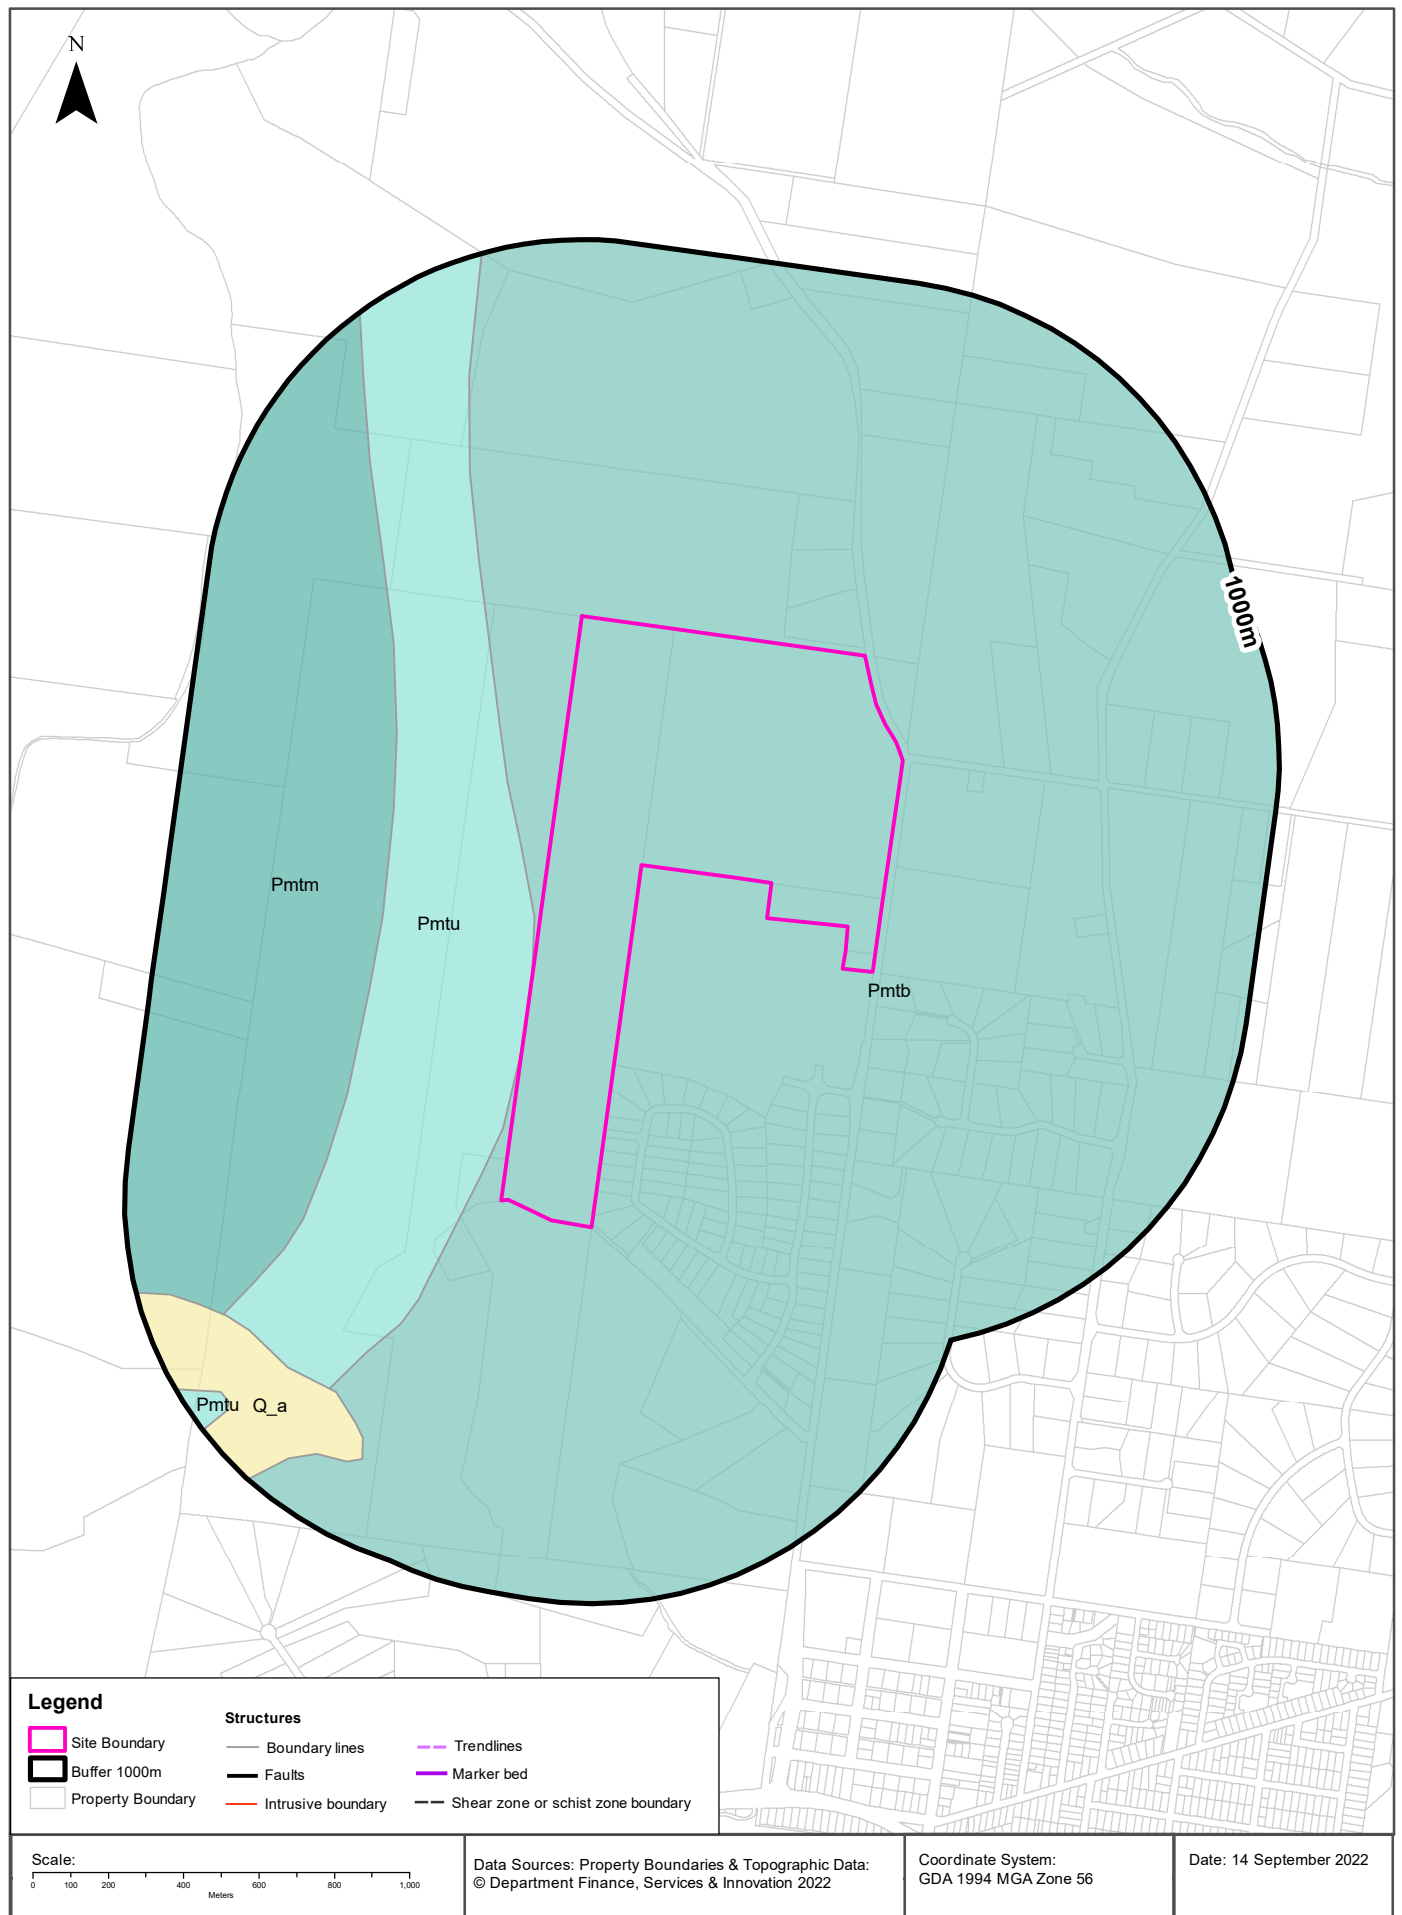 N
1000m
Pmtm
Pmtu
Pmtb
Pmtu Q_a
Legend
Site Boundary
Buffer 1000m
Property Boundary
Structures
Boundary lines
Faults
Intrusive boundary
Trendlines
Marker bed
Shear zone or schist zone boundary
Scale:
0 100 200 400 600 800 1,000
Meters
Data Sources: Property Boundaries & Topographic Data:
© Department Finance, Services & Innovation 2022
Coordinate System:
GDA 1994 MGA Zone 56
Date: 14 September 2022